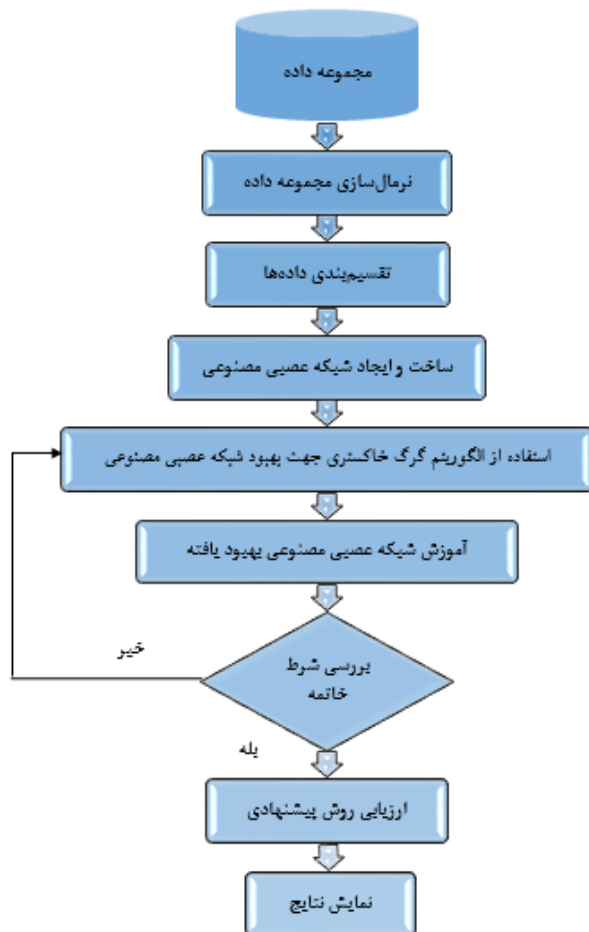 مجموعه داده
نرمال‌سازی مجموعه داده
تقسیم‌بندی داده‌ها
ساخت و ایجاد شبکه عصبی مصنوعی
استفاده از الگوریتم گرگ خاکستری جهت بهبود شبکه عصبی مصنوعی
آموزش شبکه عصبی مصنوعی بهبود یافته
خیر
بررسی شرط
خاتمه
بله
ارزیابی روش پیشنهادی
نمایش نتایج